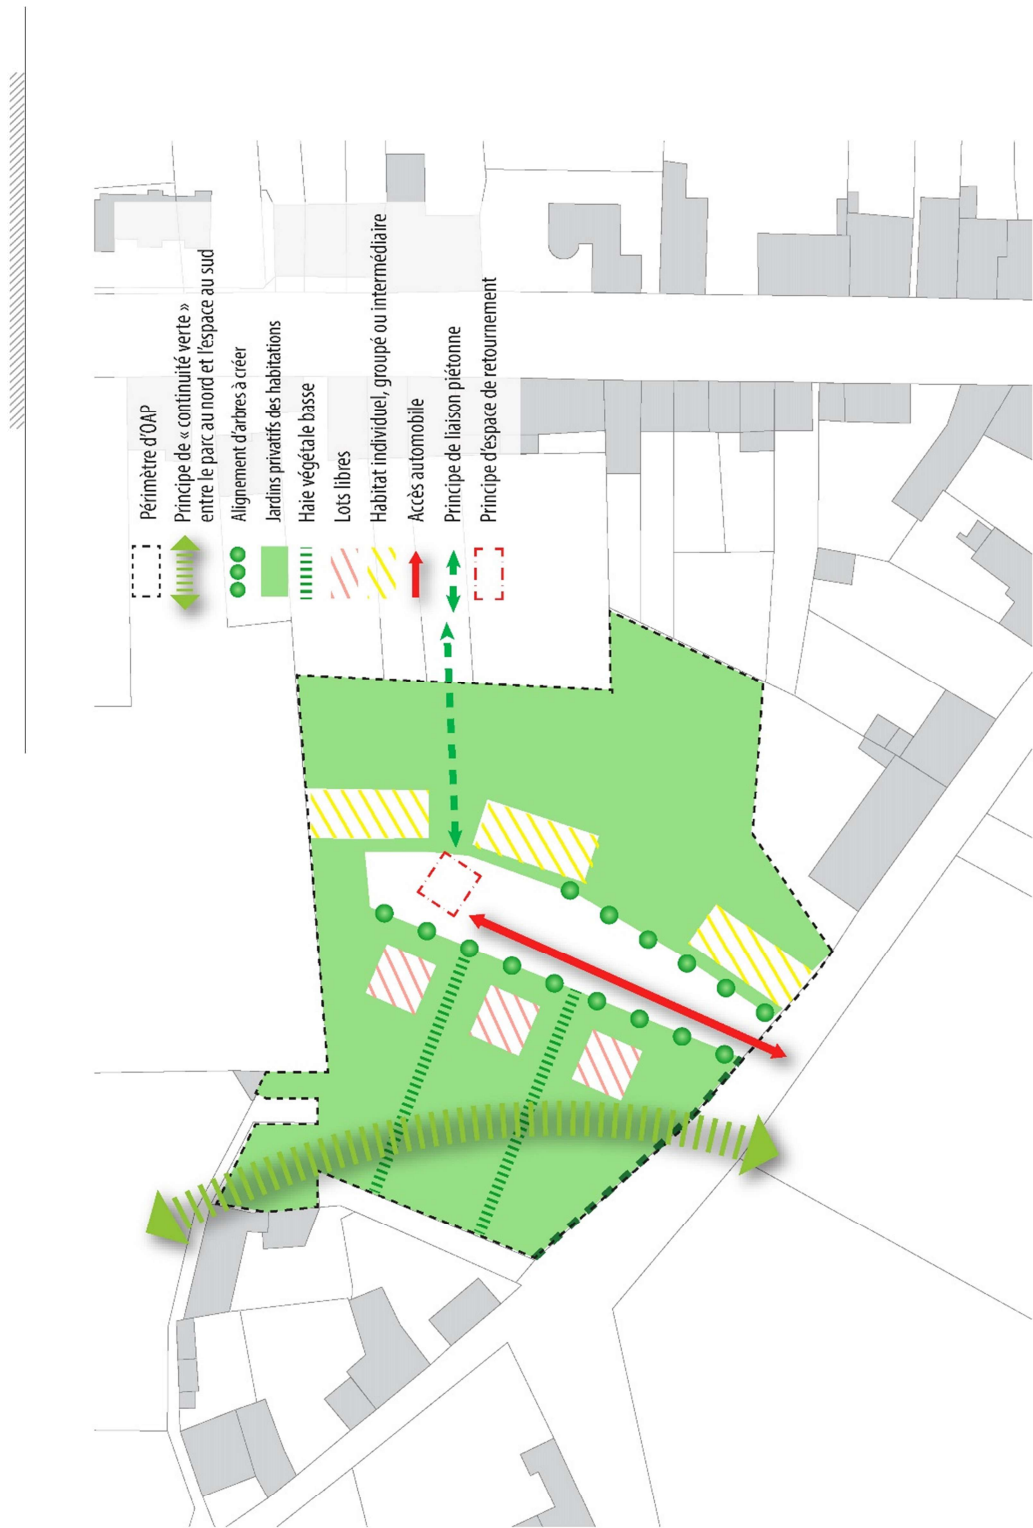 Périmètre d'OAP
Principe de « continuité verte »
entre le parc au nord et l'espace au sud
Alignement d'arbres à créer
Jardins privatifs des habitations
Haie végétale basse
Lots libres
Habitat individuel, groupé ou intermédiaire
Accès automobile
Principe de liaison piétonne
Principe d'espace de retournement